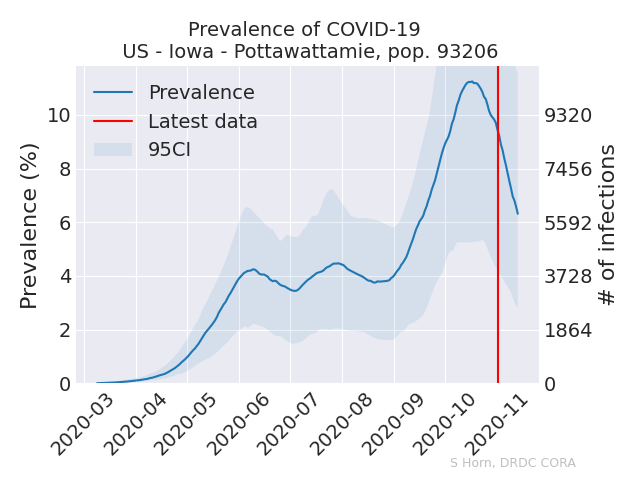 Prevalence of COVID-19
US - Iowa - Pottawattamie, pop. 93206
Prevalence
Latest data
95CI
Prevalence (%)
10
8
6
4
2
0
9320
7456
5592
3728
1864
0
# of infections
2020-03
2020-04
2020-05
2020-06
2020-07
2020-08
2020-09
2020-10
2020-11
S Horn, DRDC CORA